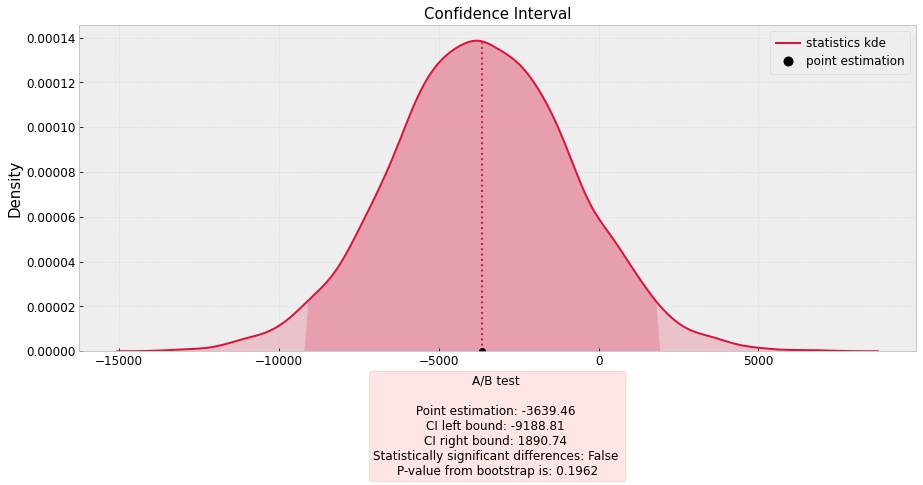 Confidence Interval
statistics kde
point estimation
Density
0.00014
0.00012
0.00010
0.00008
0.00006
0.00004
0.00002
0.00000
−15000
−10000
−5000
0
5000
A/B test
Point estimation: -3639.46
CI left bound: -9188.81
CI right bound: 1890.74
Statistically significant differences: False
P-value from bootstrap is: 0.1962